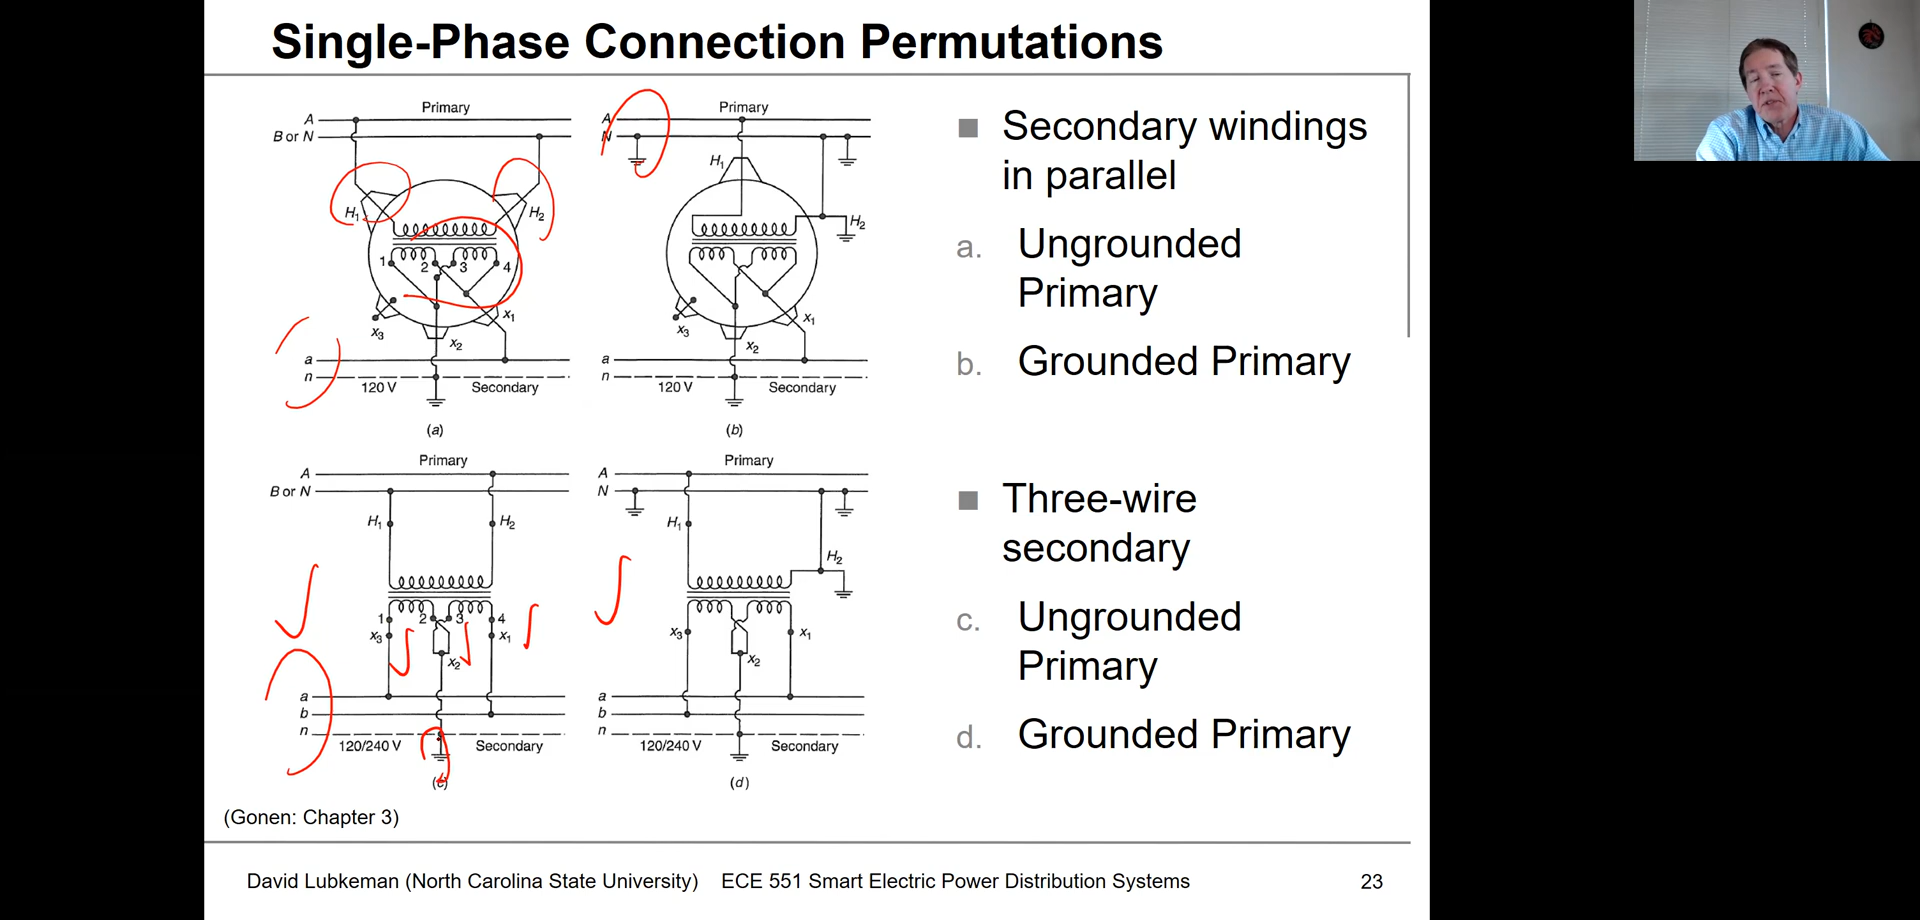 Single-Phase Connection Permutations
Primary
A
B or N
H1
H2
1
2
3
4
x3
x2
x1
a
n
120 V
Secondary
(a)
Primary
A
N
H1
H2
x3
x2
x1
a
n
120 V
Secondary
(b)
Secondary windings
in parallel
a. Ungrounded
Primary
b. Grounded Primary
Primary
A
B or N
H1
H2
1
2
3
4
x3
x2
x1
a
b
n
120/240 V
Secondary
(c)
Primary
A
N
H1
H2
x3
x2
x1
a
b
n
120/240 V
Secondary
(d)
Three-wire
secondary
c. Ungrounded
Primary
d. Grounded Primary
(Gonen: Chapter 3)
David Lubkeman (North Carolina State University) ECE 551 Smart Electric Power Distribution Systems 23